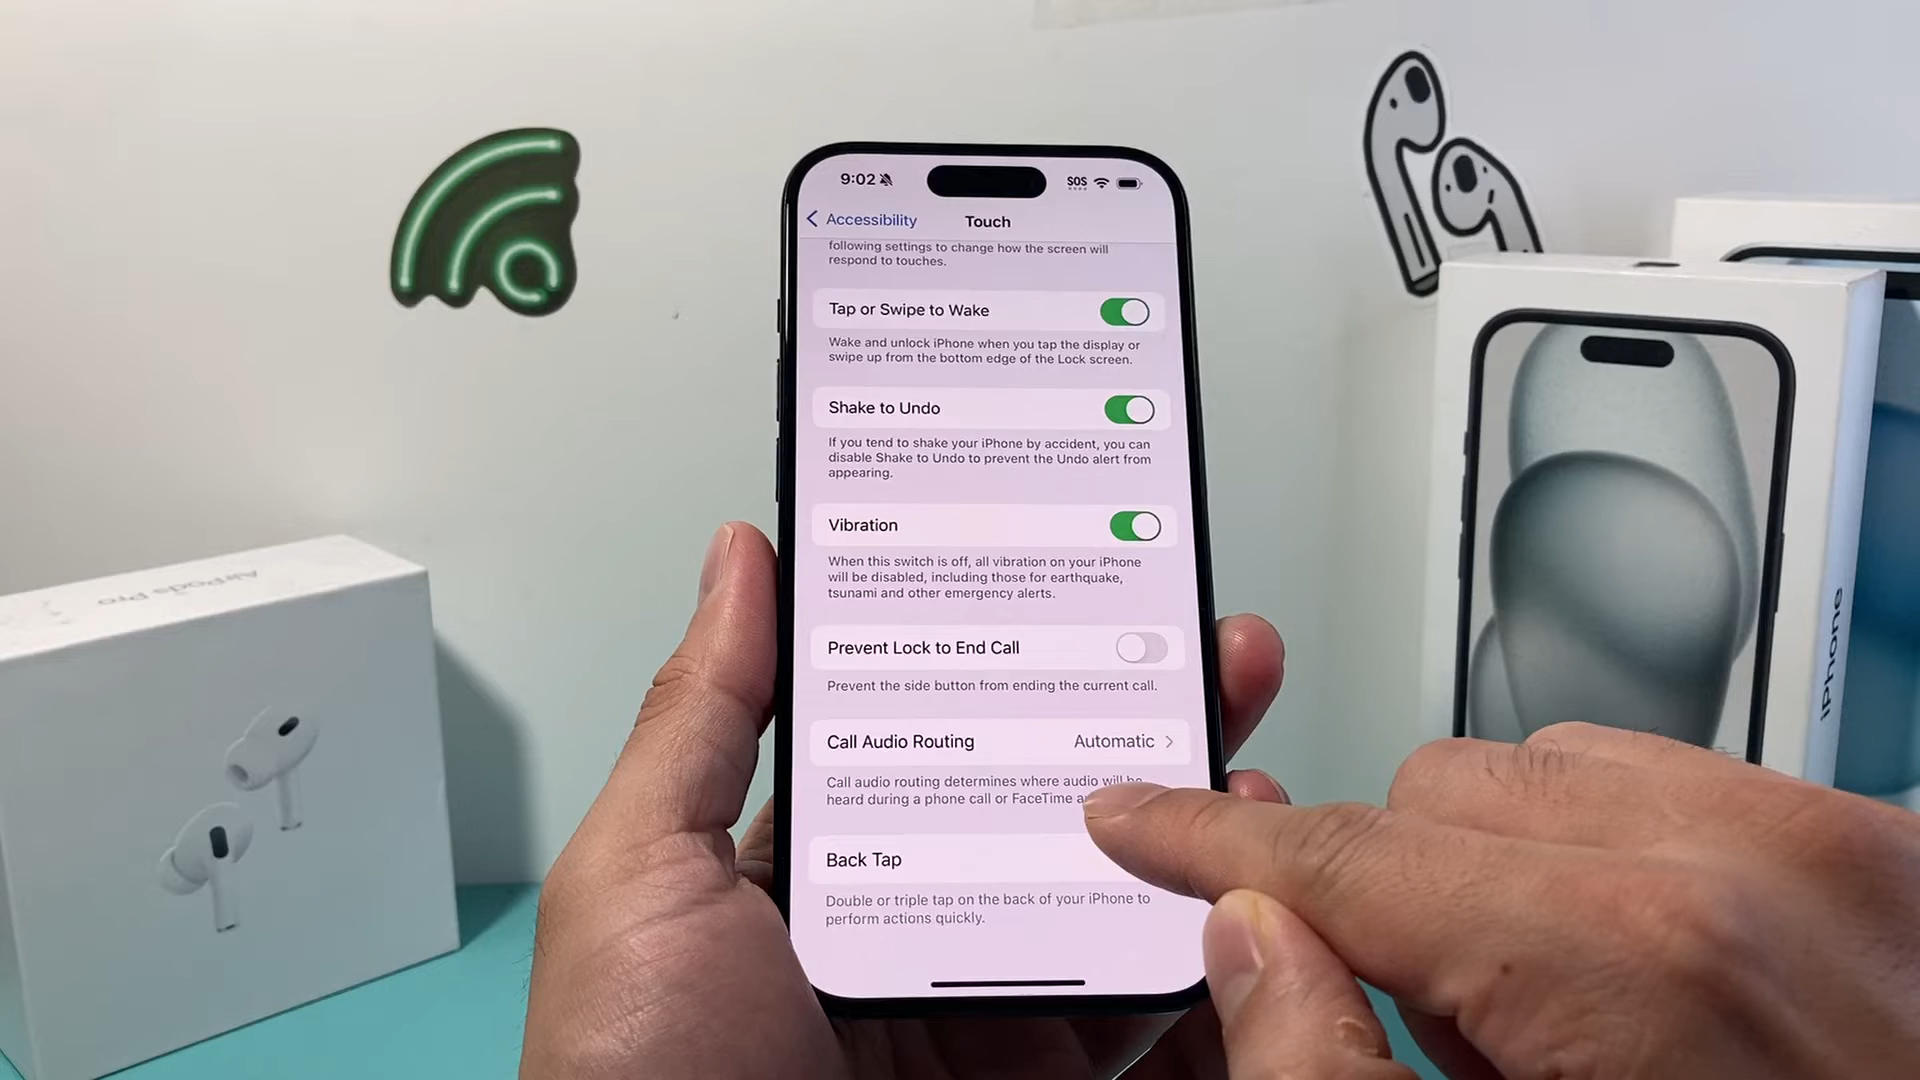 9:02
SOS
Accessibility
Touch
following settings to change how the screen will
respond to touches.
Tap or Swipe to Wake
Wake and unlock iPhone when you tap the display or
swipe up from the bottom edge of the Lock screen.
Shake to Undo
If you tend to shake your iPhone by accident, you can
disable Shake to Undo to prevent the Undo alert from
appearing.
Vibration
When this switch is off, all vibration on your iPhone
will be disabled, including those for earthquake,
tsunami and other emergency alerts.
Prevent Lock to End Call
Prevent the side button from ending the current call.
Call Audio Routing
Automatic
Call audio routing determines where audio will be
heard during a phone call or FaceTime
Back Tap
Double or triple tap on the back of your iPhone to
perform actions quickly.
AirPods Pro
iPhone